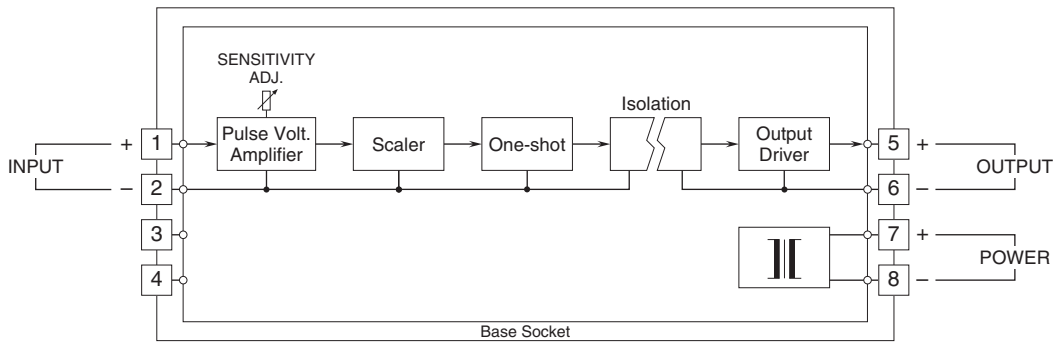 SENSITIVITY
ADJ.
Isolation
Pulse Volt.
Amplifier
Scaler
One-shot
Output
Driver
INPUT
+ 1
– 2
3
4
5 +
6 –
OUTPUT
7 +
8 –
POWER
Base Socket